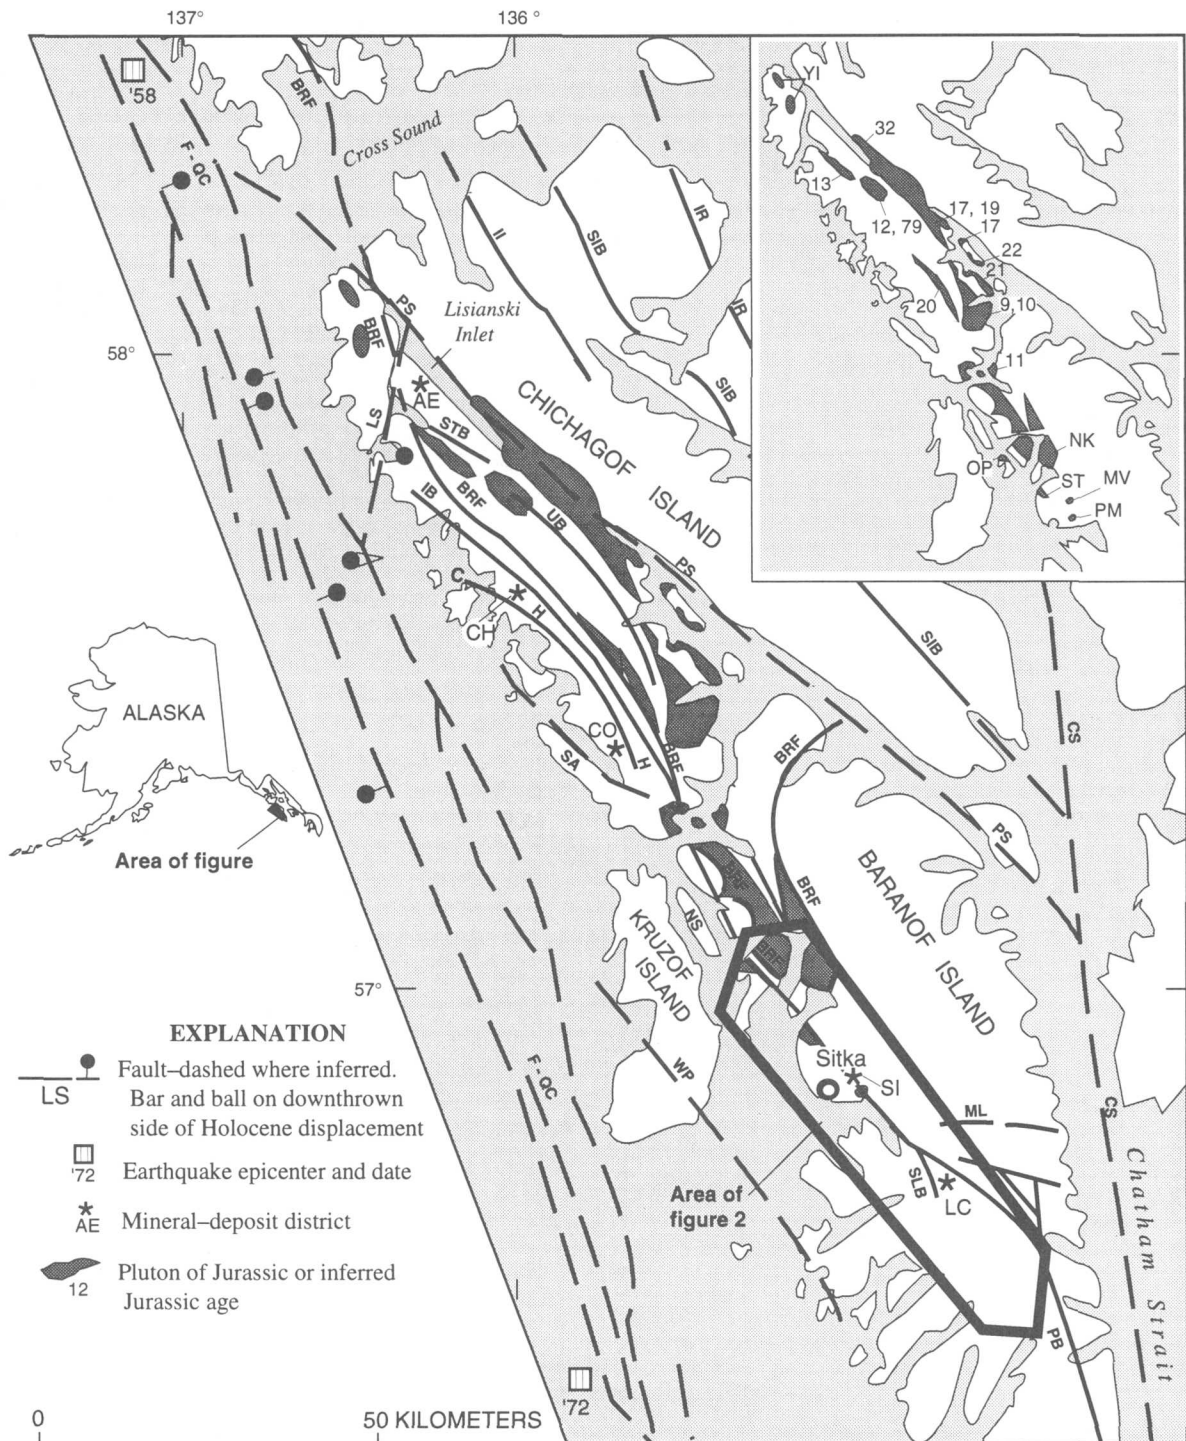 137°
136°
'58
F - QC
BRF
Cross Sound
II
SIB
IR
IR
SIB
YI
32
13
12, 79
17, 19
17
22
21
20
9,10
11
NK
OP
ST
MV
PM
58°
PS
BRF
Lisianski
Inlet
AE
LS
STB
CHICHAGOF
ISLAND
IB
BRF
UB
PS
C
H
CH
SIB
CS
ALASKA
Area of figure
CO
SA
H
BRF
BRF
PS
BARANOF
ISLAND
BRF
BRF
NS
KRUZOF
ISLAND
BRF
57°
WP
F - QC
Sitka
SI
ML
CS
SLB
LC
Area of
figure 2
Chatham Strait
PB
EXPLANATION
LS
Fault–dashed where inferred.
Bar and ball on downthrown
side of Holocene displacement
'72
Earthquake epicenter and date
AE
Mineral–deposit district
12
Pluton of Jurassic or inferred
Jurassic age
'72
0
50 KILOMETERS